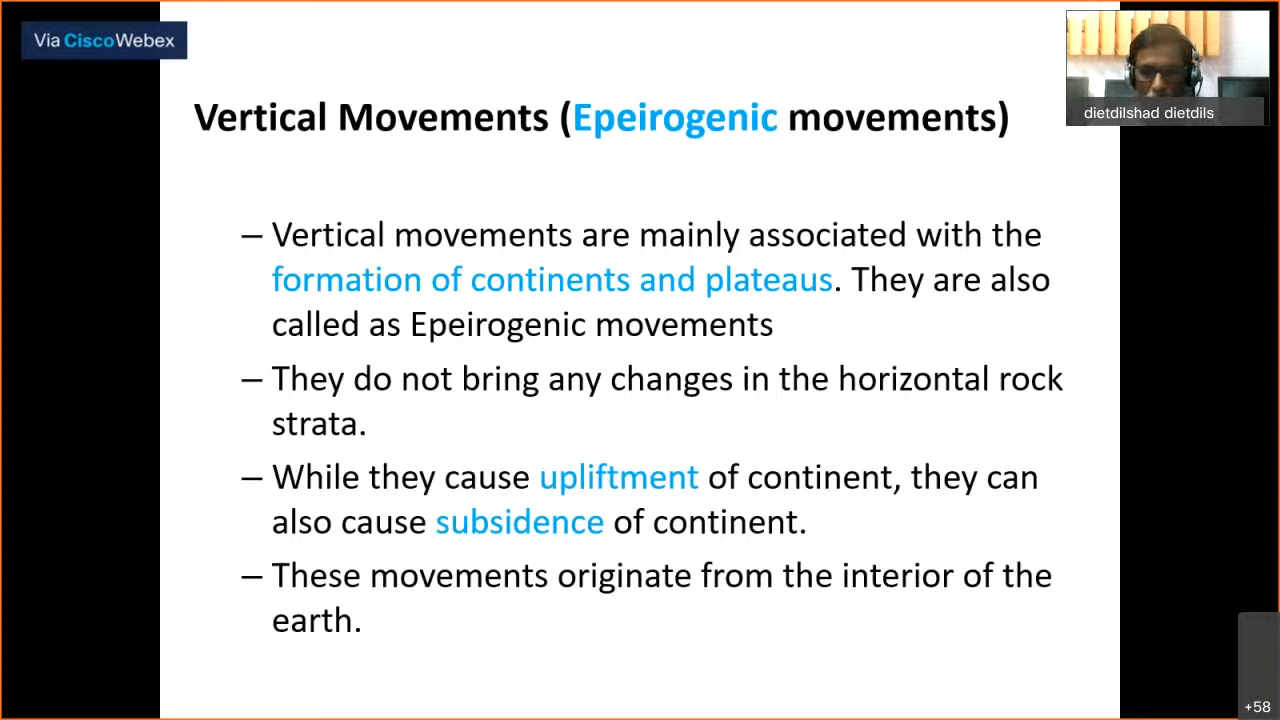 Via CiscoWebex
dietdilshad dietdils
Vertical Movements (Epeirogenic movements)
– Vertical movements are mainly associated with the
formation of continents and plateaus. They are also
called as Epeirogenic movements
– They do not bring any changes in the horizontal rock
strata.
– While they cause upliftment of continent, they can
also cause subsidence of continent.
– These movements originate from the interior of the
earth.
+58